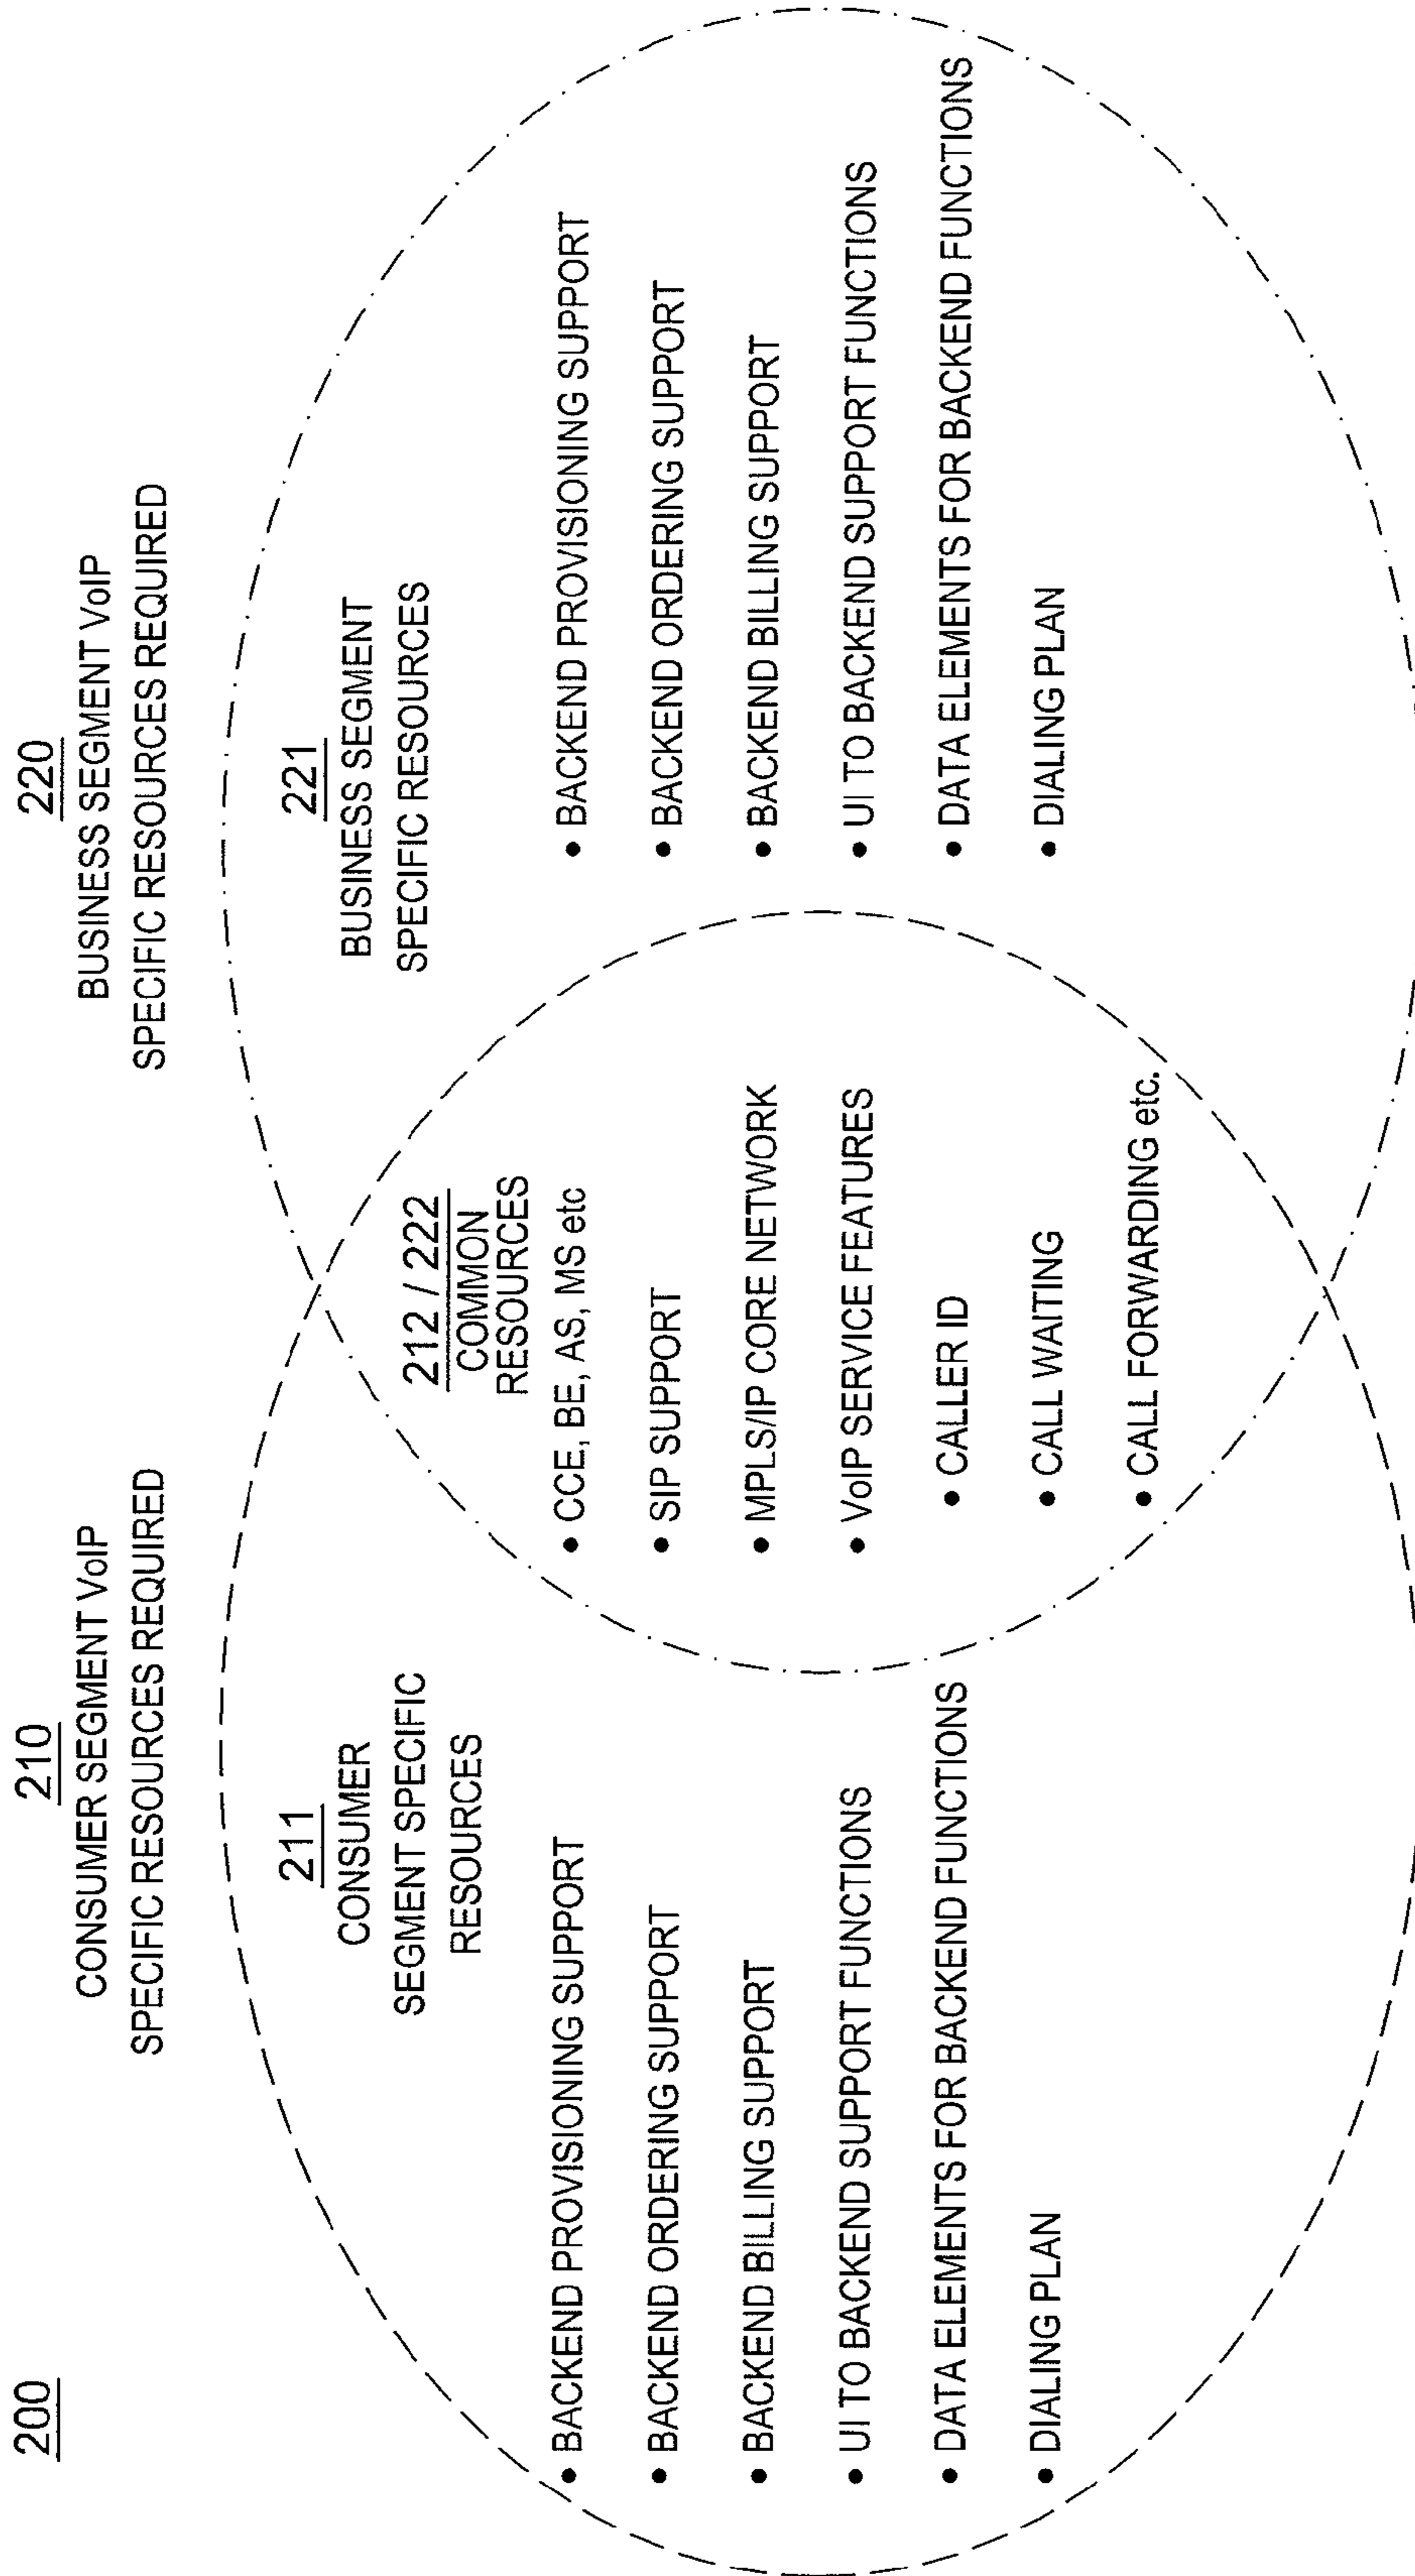 200
210
CONSUMER SEGMENT VoIP
SPECIFIC RESOURCES REQUIRED
220
BUSINESS SEGMENT VoIP
SPECIFIC RESOURCES REQUIRED
211
CONSUMER
SEGMENT SPECIFIC
RESOURCES
• BACKEND PROVISIONING SUPPORT
• BACKEND ORDERING SUPPORT
• BACKEND BILLING SUPPORT
• UI TO BACKEND SUPPORT FUNCTIONS
• DATA ELEMENTS FOR BACKEND FUNCTIONS
• DIALING PLAN
212 / 222
COMMON
RESOURCES
• CCE, BE, AS, MS etc
• SIP SUPPORT
• MPLS/IP CORE NETWORK
• VoIP SERVICE FEATURES
• CALLER ID
• CALL WAITING
• CALL FORWARDING etc.
221
BUSINESS SEGMENT
SPECIFIC RESOURCES
• BACKEND PROVISIONING SUPPORT
• BACKEND ORDERING SUPPORT
• BACKEND BILLING SUPPORT
• UI TO BACKEND SUPPORT FUNCTIONS
• DATA ELEMENTS FOR BACKEND FUNCTIONS
• DIALING PLAN